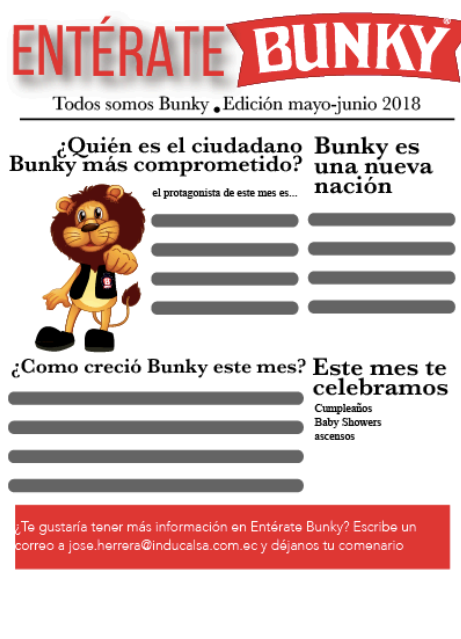 ENTÉRATE BUNKY®
Todos somos Bunky . Edición mayo-junio 2018
¿Quién es el ciudadano
Bunky más comprometido?
el protagonista de este mes es...
Bunky es
una nueva
nación
¿Como creció Bunky este mes?
Este mes te
celebramos
Cumpleaños
Baby Showers
ascensos
¿Te gustaría tener más información en Entérate Bunky? Escribe un
correo a jose.herrera@inducalsa.com.ec y déjanos tu comenario